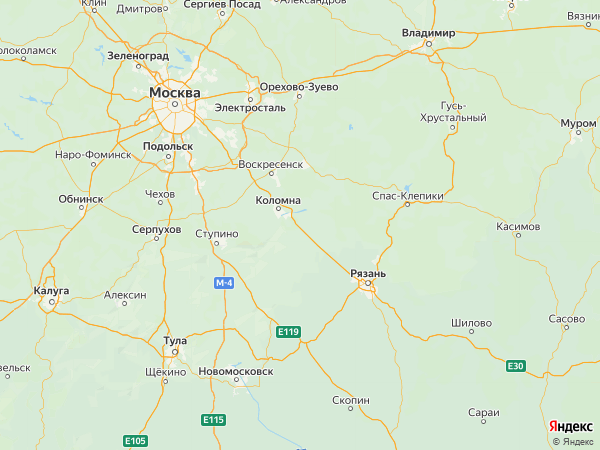 Клин
Дмитров
Сергиев Посад
Александров
Вязники
Волоколамск
Зеленоград
Владимир
Москва
Орехово-Зуево
Электросталь
Гусь-
Хрустальный
Муром
Подольск
Наро-Фоминск
Воскресенск
Обнинск
Чехов
Коломна
Спас-Клепики
Серпухов
Ступино
Касимов
Рязань
М-4
Калуга
Алексин
Сасово
Шилово
E119
Тула
E30
Щёкино
Новомосковск
Скопин
Сараи
E115
E105
Яндекс
© Яндекс